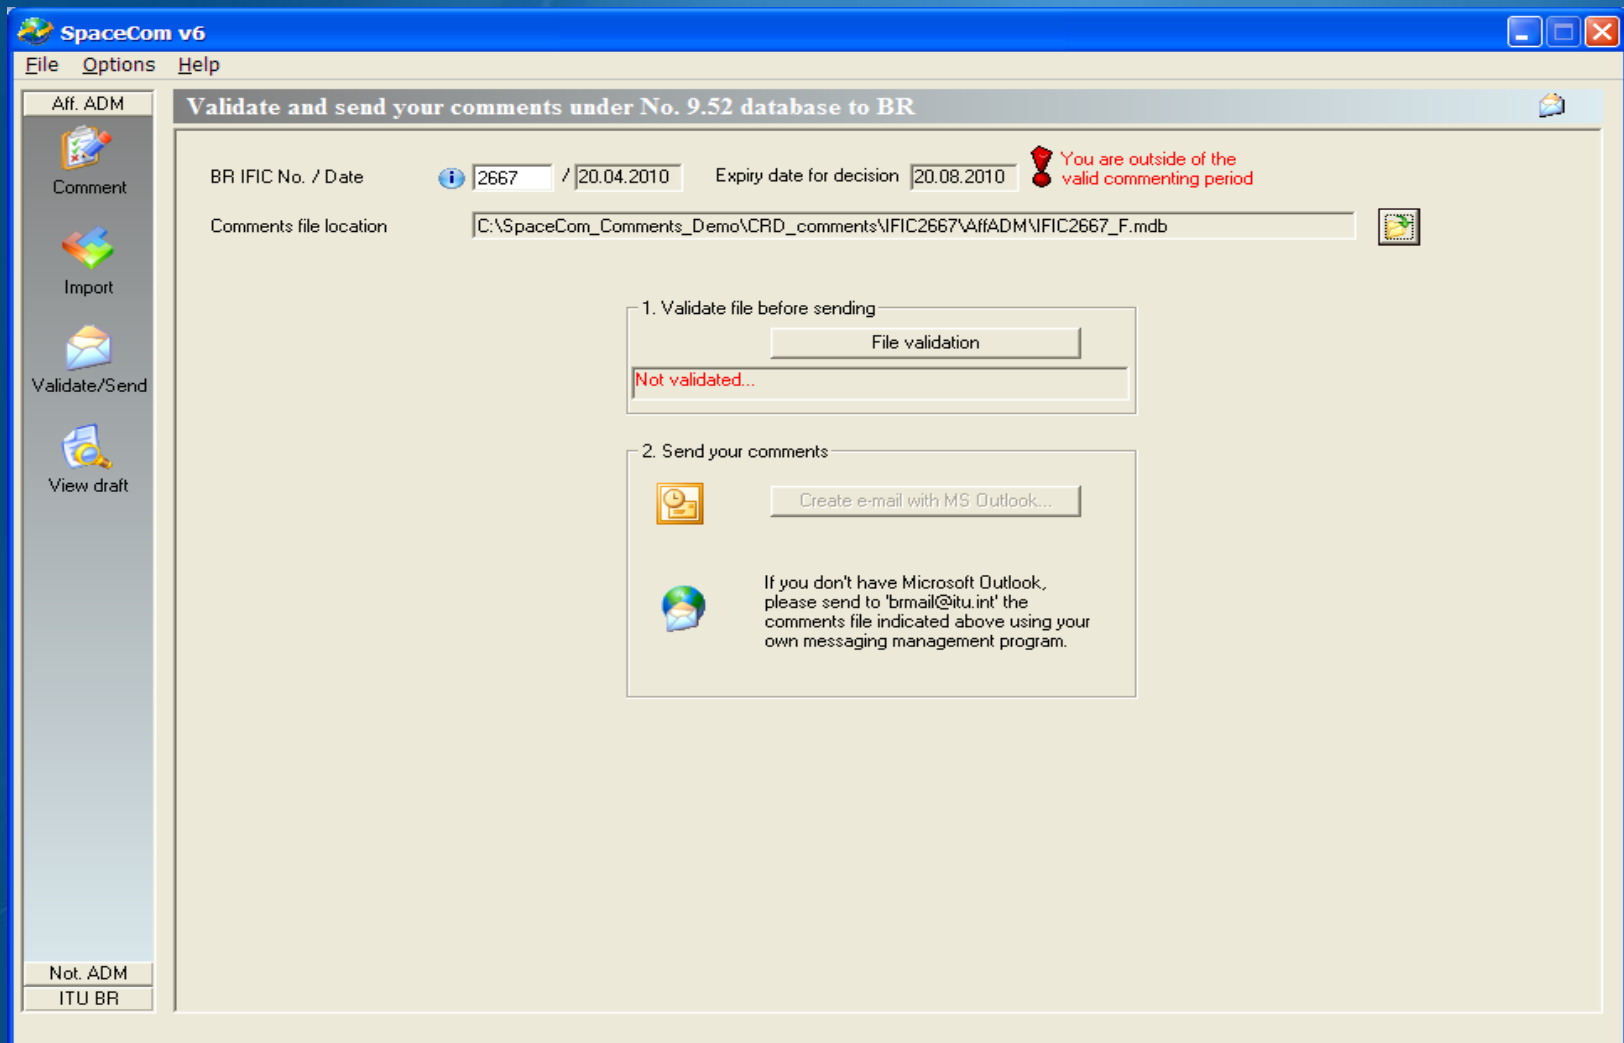 SpaceCom v6
File Options Help
Aff. ADM
Comment
Import
Validate/Send
View draft
Not. ADM
ITU BR
Validate and send your comments under No. 9.52 database to BR
BR IFIC No. / Date 2667 / 20.04.2010 Expiry date for decision 20.08.2010
You are outside of the
valid commenting period
Comments file location C:\SpaceCom_Comments_Demo\CRD_comments\IFIC2667\AffADM\IFIC2667_F.mdb
1. Validate file before sending
File validation
Not validated...
2. Send your comments
Create e-mail with MS Outlook...
If you don't have Microsoft Outlook,
please send to 'brmail@itu.int' the
comments file indicated above using your
own messaging management program.